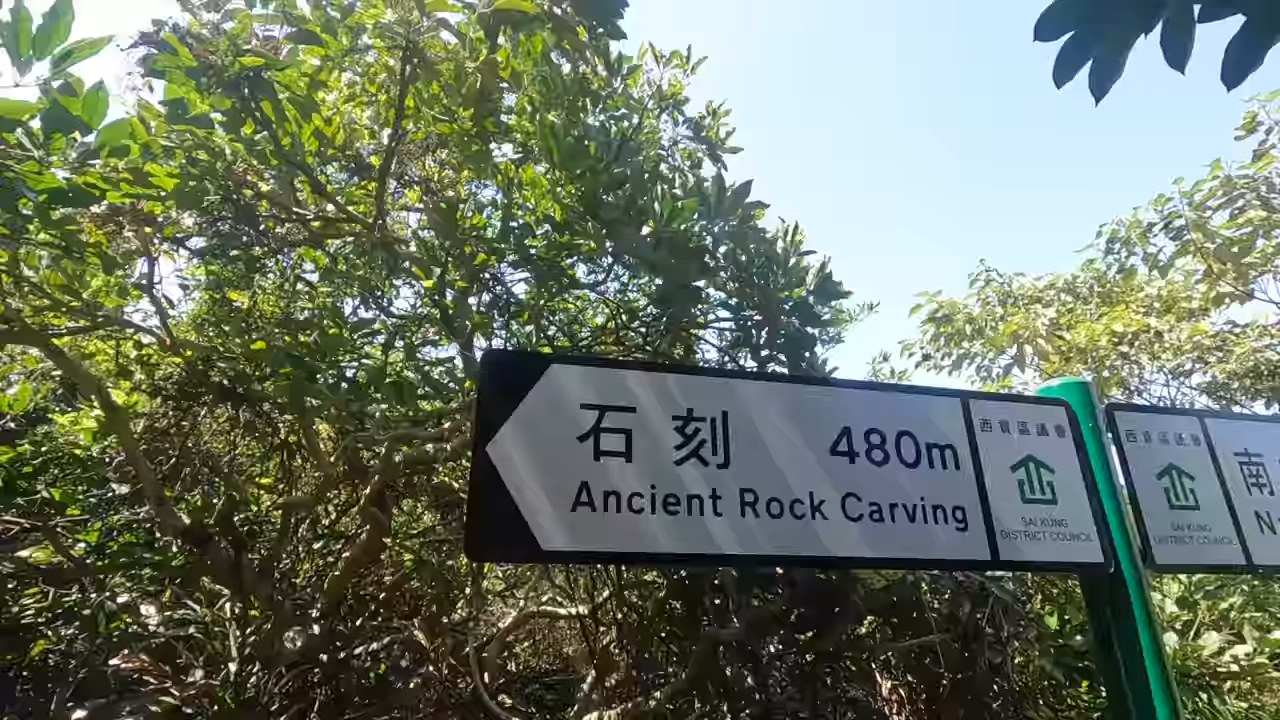 石刻 480m
Ancient Rock Carving
西貢區議會
SAI KUNG
DISTRICT COUNCIL
西貢區議會
SAI KUNG
DISTRICT COUNCIL
南
N